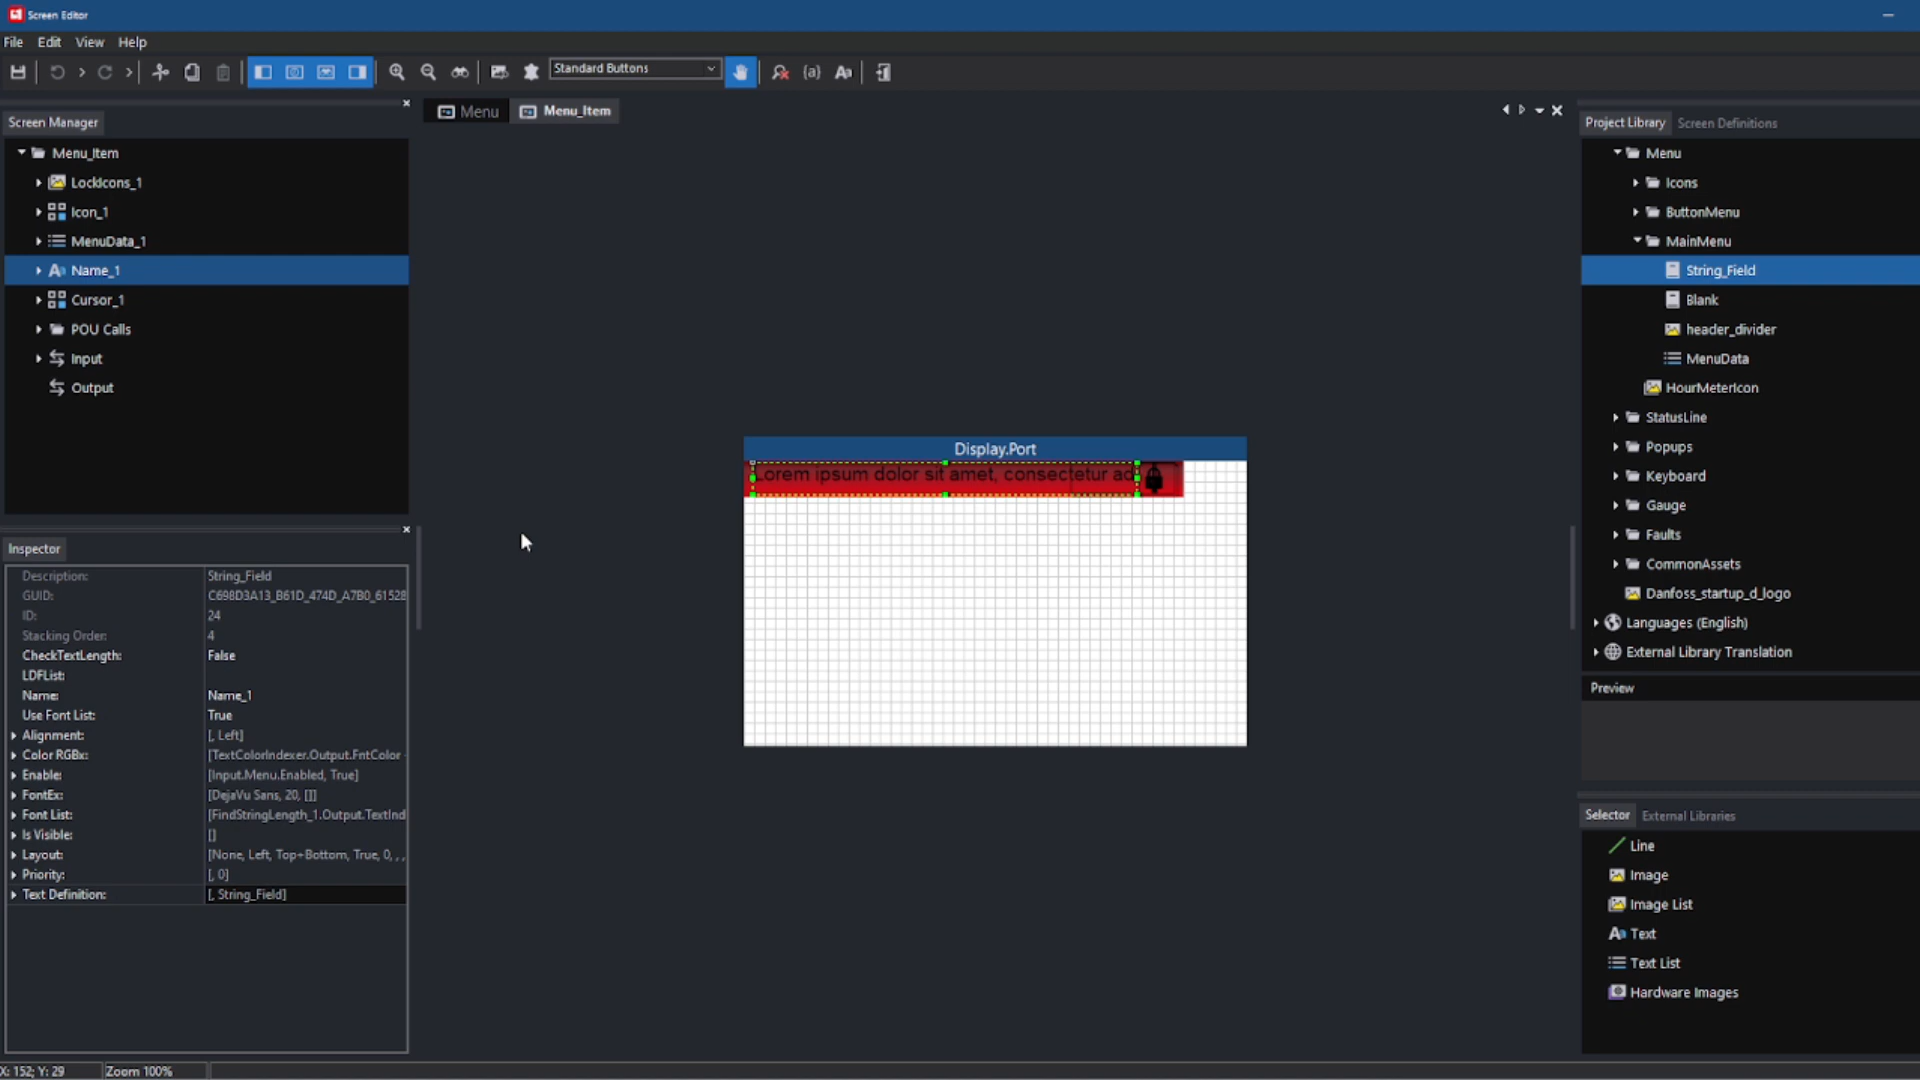 Screen Editor
File Edit View Help
Standard Buttons
Screen Manager
Menu_Item
LockIcons_1
Icon_1
MenuData_1
Name_1
Cursor_1
POU Calls
Input
Output
Inspector
Description: String_Field
GUID: C698D3A13_B61D_474D_A7B0_61528
ID: 24
Stacking Order: 4
CheckTextLength: False
LDFList:
Name: Name_1
Use Font List: True
Alignment: [, Left]
Color RGBx: [TextColorIndexer.Output.FntColor
Enable: [Input.Menu.Enabled, True]
FontEx: [DejaVu Sans, 20, []]
Font List: [FindStringLength_1.Output.TextInd
Is Visible: []
Layout: [None, Left, Top+Bottom, True, 0, , ,
Priority: [, 0]
Text Definition: [, String_Field]
X: 152; Y: 29 Zoom 100%
Menu Menu_Item
Display.Port
Lorem ipsum dolor sit amet, consectetur ad
Project Library Screen Definitions
Menu
Icons
ButtonMenu
MainMenu
String_Field
Blank
header_divider
MenuData
HourMeterIcon
StatusLine
Popups
Keyboard
Gauge
Faults
CommonAssets
Danfoss_startup_d_logo
Languages (English)
External Library Translation
Preview
Selector External Libraries
Line
Image
Image List
Text
Text List
Hardware Images